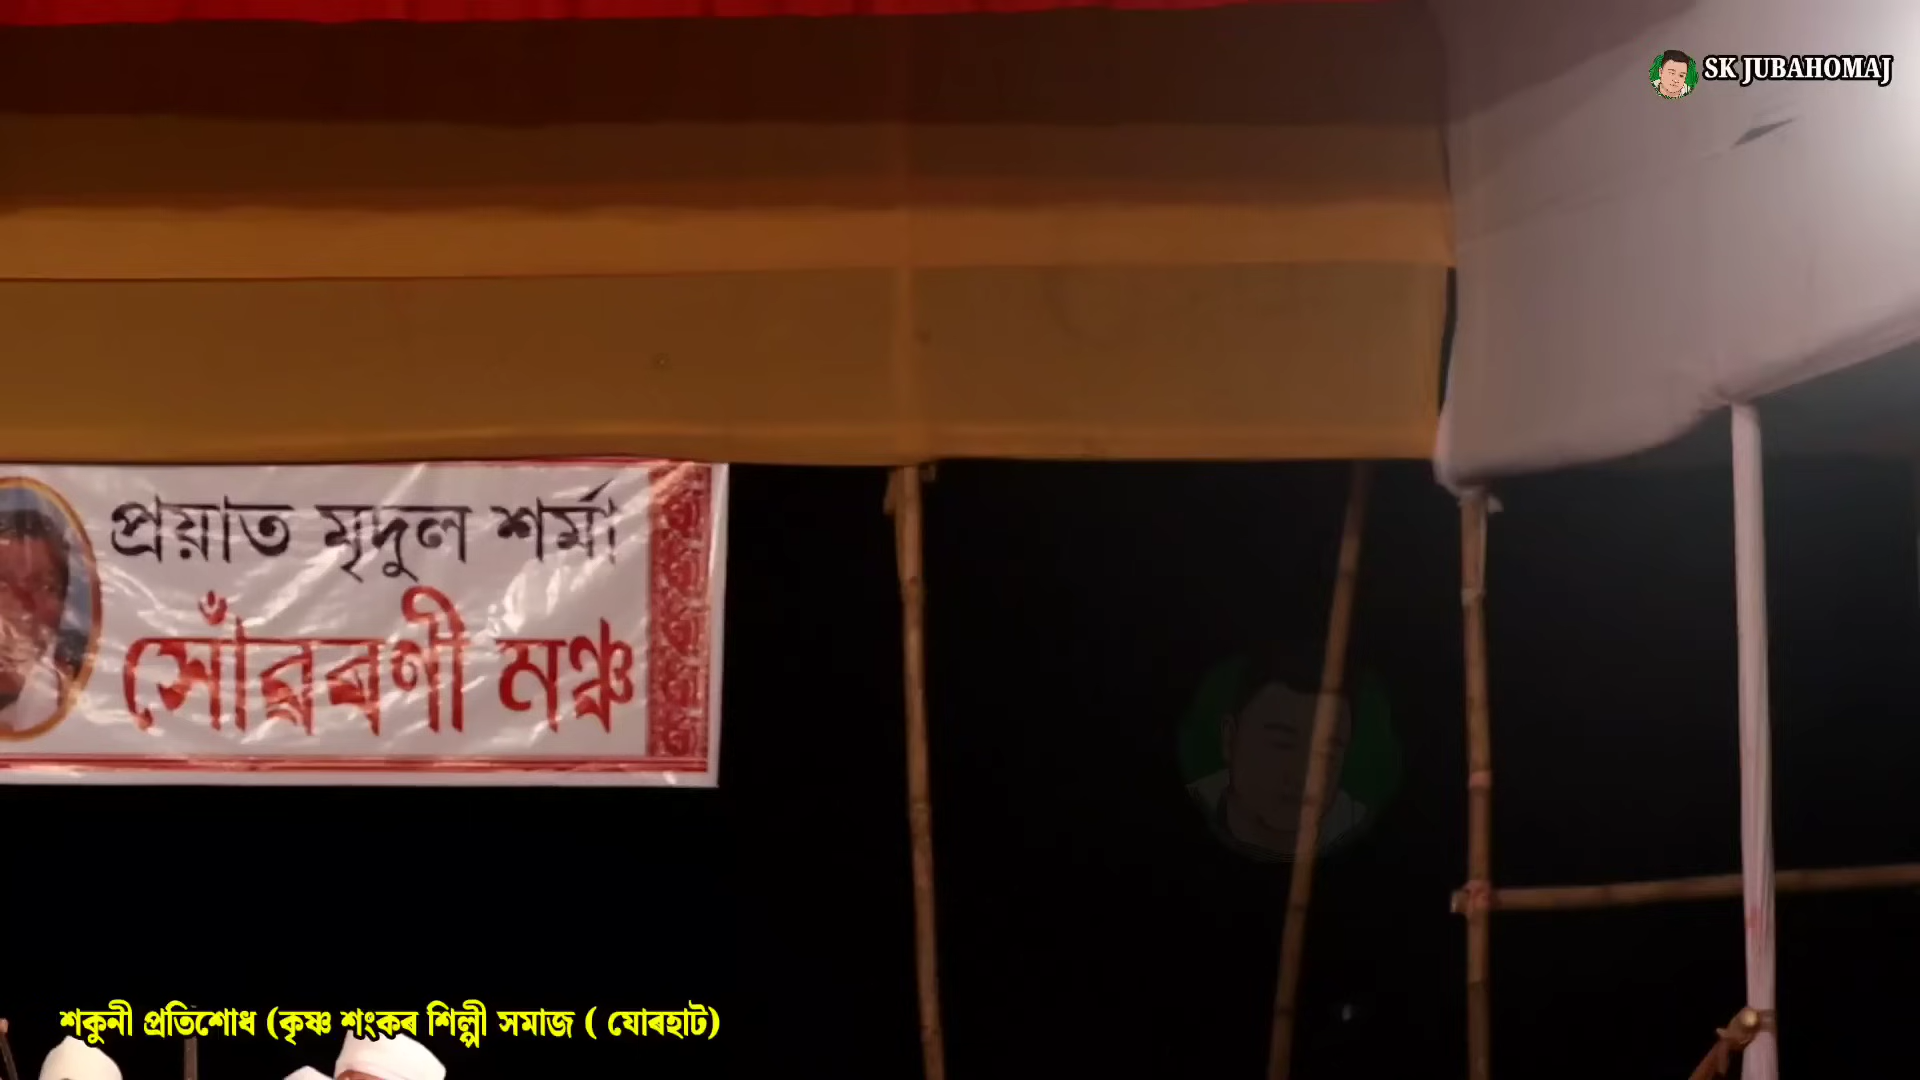 SK JUBAHOMAJ
প্ৰয়াত মৃদুল শৰ্মা
সোঁৱৰণী মঞ্চ
শকুনী প্ৰতিশোধ (কৃষ্ণ শংকৰ শিল্পী সমাজ ( যোৰহাট)